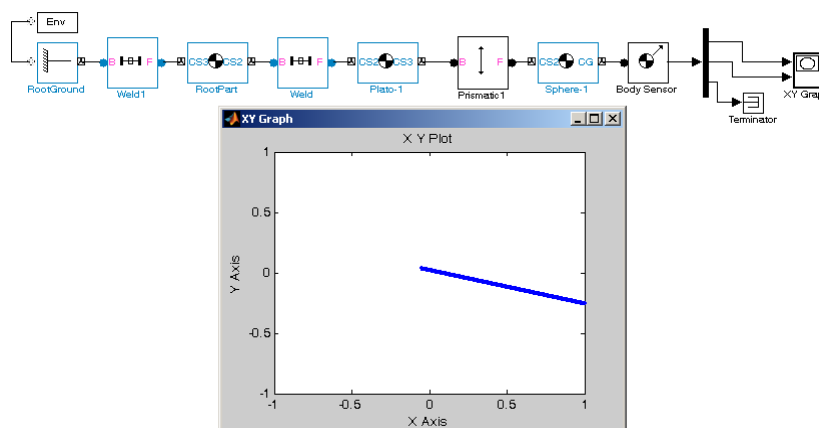 Env
B F
CS3 CS2
B F
CS2 CS3
B F
CS2 CG
RootGround
Weld1
RootPart
Weld
Plato-1
Prismatic1
Sphere-1
Body Sensor
XY Grap
Terminator
XY Graph
X Y Plot
1
0.5
0
-0.5
-1
Y Axis
-1 -0.5 0 0.5 1
X Axis